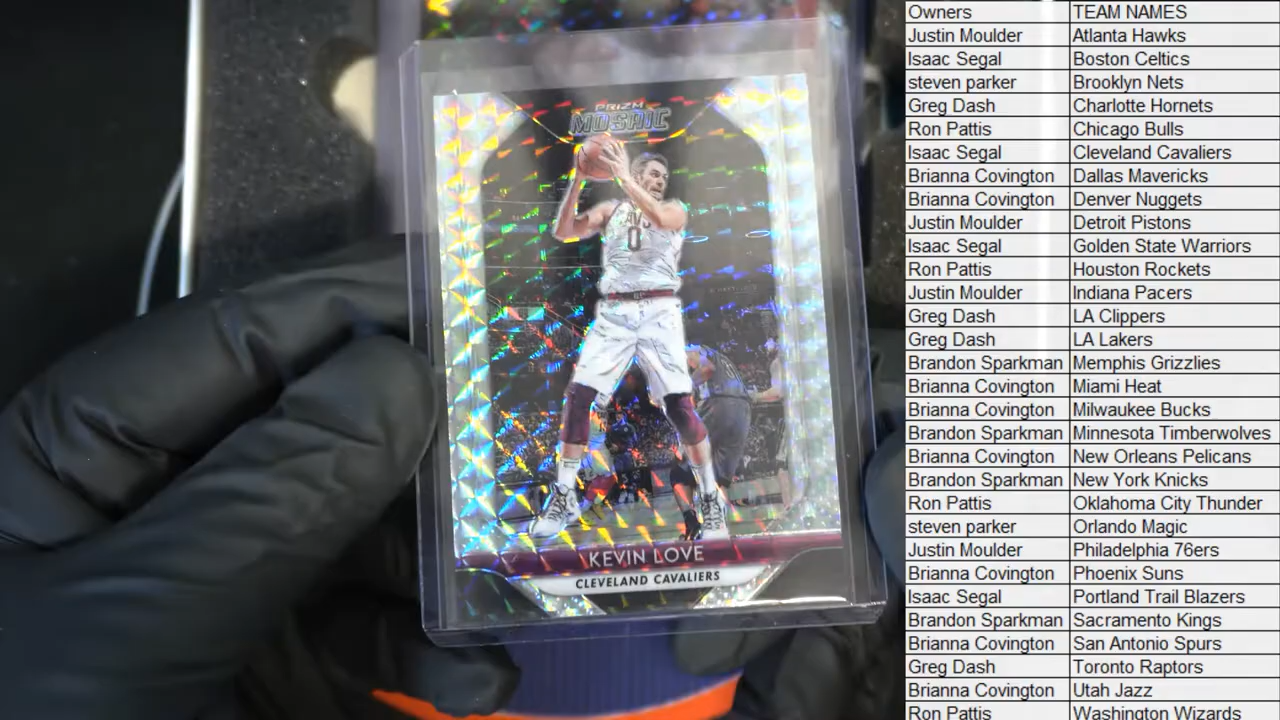 PRIZM
MOSAIC
0
KEVIN LOVE
CLEVELAND CAVALIERS
Owners TEAM NAMES
Justin Moulder Atlanta Hawks
Isaac Segal Boston Celtics
steven parker Brooklyn Nets
Greg Dash Charlotte Hornets
Ron Pattis Chicago Bulls
Isaac Segal Cleveland Cavaliers
Brianna Covington Dallas Mavericks
Brianna Covington Denver Nuggets
Justin Moulder Detroit Pistons
Isaac Segal Golden State Warriors
Ron Pattis Houston Rockets
Justin Moulder Indiana Pacers
Greg Dash LA Clippers
Greg Dash LA Lakers
Brandon Sparkman Memphis Grizzlies
Brianna Covington Miami Heat
Brianna Covington Milwaukee Bucks
Brandon Sparkman Minnesota Timberwolves
Brianna Covington New Orleans Pelicans
Brandon Sparkman New York Knicks
Ron Pattis Oklahoma City Thunder
steven parker Orlando Magic
Justin Moulder Philadelphia 76ers
Brianna Covington Phoenix Suns
Isaac Segal Portland Trail Blazers
Brandon Sparkman Sacramento Kings
Brianna Covington San Antonio Spurs
Greg Dash Toronto Raptors
Brianna Covington Utah Jazz
Ron Pattis Washington Wizards